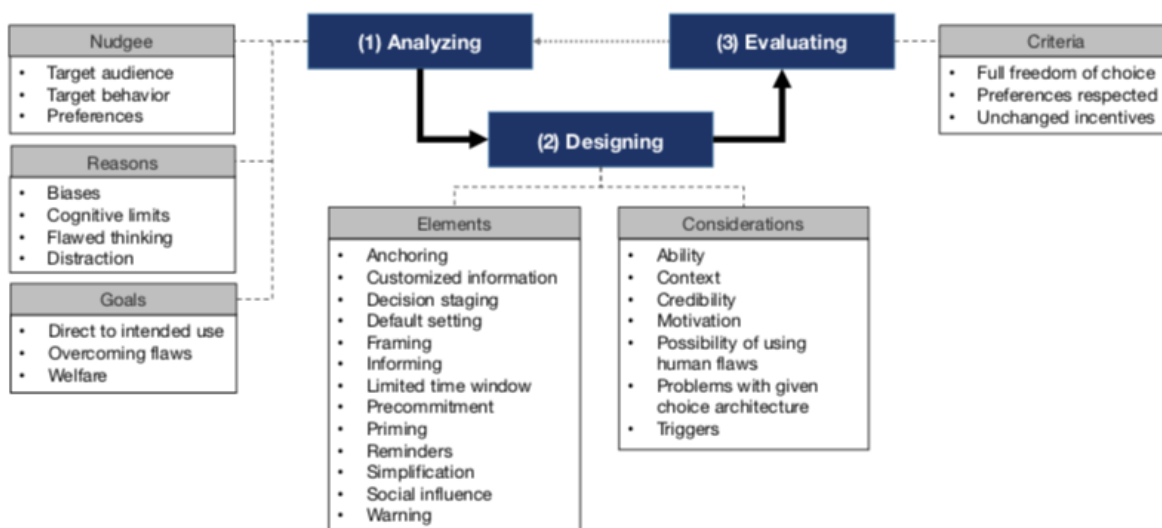 (1) Analyzing
(3) Evaluating
(2) Designing
Nudgee
• Target audience
• Target behavior
• Preferences
Reasons
• Biases
• Cognitive limits
• Flawed thinking
• Distraction
Goals
• Direct to intended use
• Overcoming flaws
• Welfare
Elements
• Anchoring
• Customized information
• Decision staging
• Default setting
• Framing
• Informing
• Limited time window
• Precommitment
• Priming
• Reminders
• Simplification
• Social influence
• Warning
Considerations
• Ability
• Context
• Credibility
• Motivation
• Possibility of using
human flaws
• Problems with given
choice architecture
• Triggers
Criteria
• Full freedom of choice
• Preferences respected
• Unchanged incentives